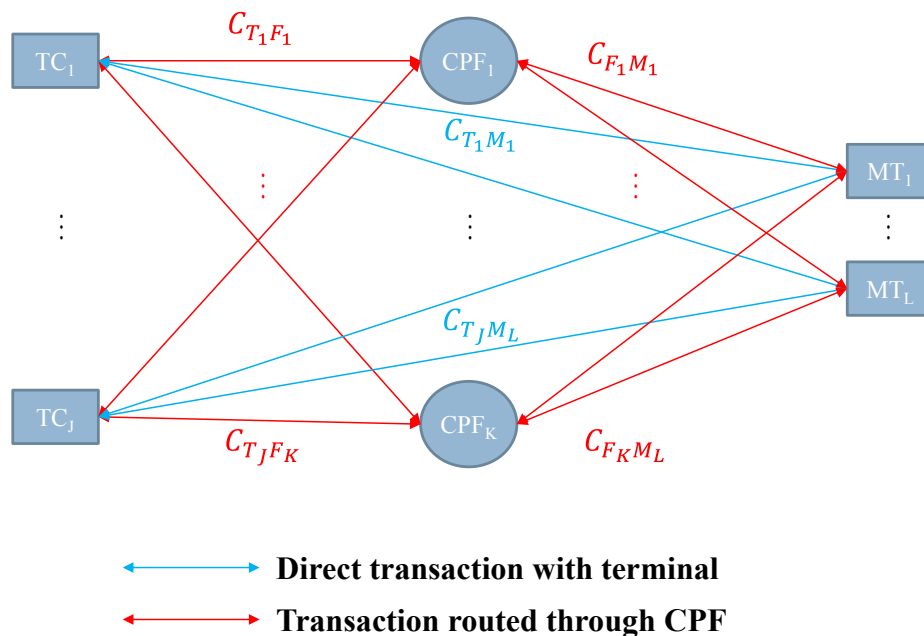 C_{T_1F_1}
TC_1
CPF_1
C_{F_1M_1}
C_{T_1M_1}
MT_1
⋮
⋮
⋮
⋮
⋮
MT_L
C_{T_JM_L}
TC_J
CPF_K
C_{T_JF_K}
C_{F_KM_L}
Direct transaction with terminal
Transaction routed through CPF